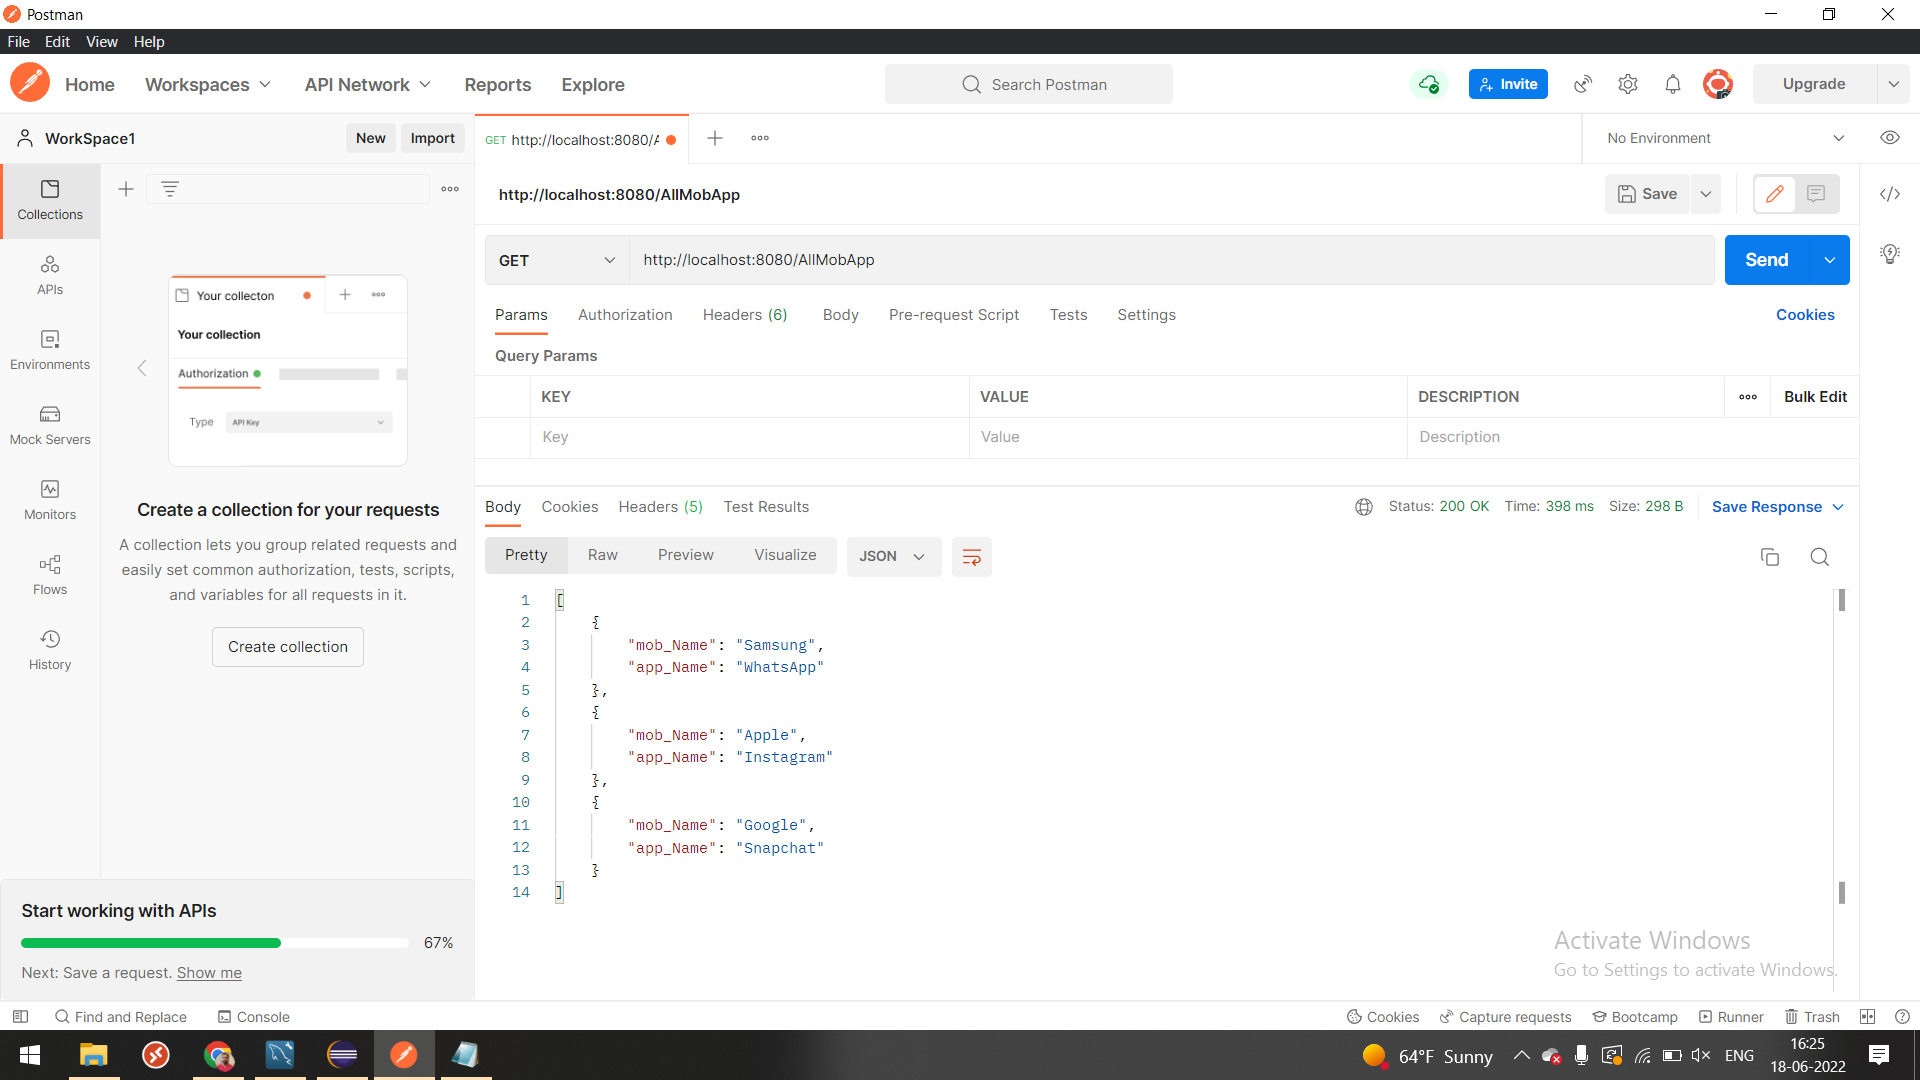 Postman
File Edit View Help
Home Workspaces API Network Reports Explore
Search Postman
Invite
Upgrade
WorkSpace1
New Import
GET http://localhost:8080/A
No Environment
Collections
http://localhost:8080/AllMobApp
Save
GET
http://localhost:8080/AllMobApp
Send
APIs
Environments
Mock Servers
Monitors
Flows
History
Your collecton
Your collection
Authorization
Type API Key
Create a collection for your requests
A collection lets you group related requests and
easily set common authorization, tests, scripts,
and variables for all requests in it.
Create collection
Params Authorization Headers (6) Body Pre-request Script Tests Settings
Cookies
Query Params
KEY VALUE DESCRIPTION
Bulk Edit
Key Value Description
Body Cookies Headers (5) Test Results
Status: 200 OK Time: 398 ms Size: 298 B
Save Response
Pretty Raw Preview Visualize
JSON
1 [
2 {
3 "mob_Name": "Samsung",
4 "app_Name": "WhatsApp"
5 },
6 {
7 "mob_Name": "Apple",
8 "app_Name": "Instagram"
9 },
10 {
11 "mob_Name": "Google",
12 "app_Name": "Snapchat"
13 }
14 ]
Start working with APIs
67%
Next: Save a request. Show me
Activate Windows
Go to Settings to activate Windows.
Find and Replace Console
Cookies Capture requests Bootcamp Runner Trash
64°F Sunny
ENG
16:25
18-06-2022